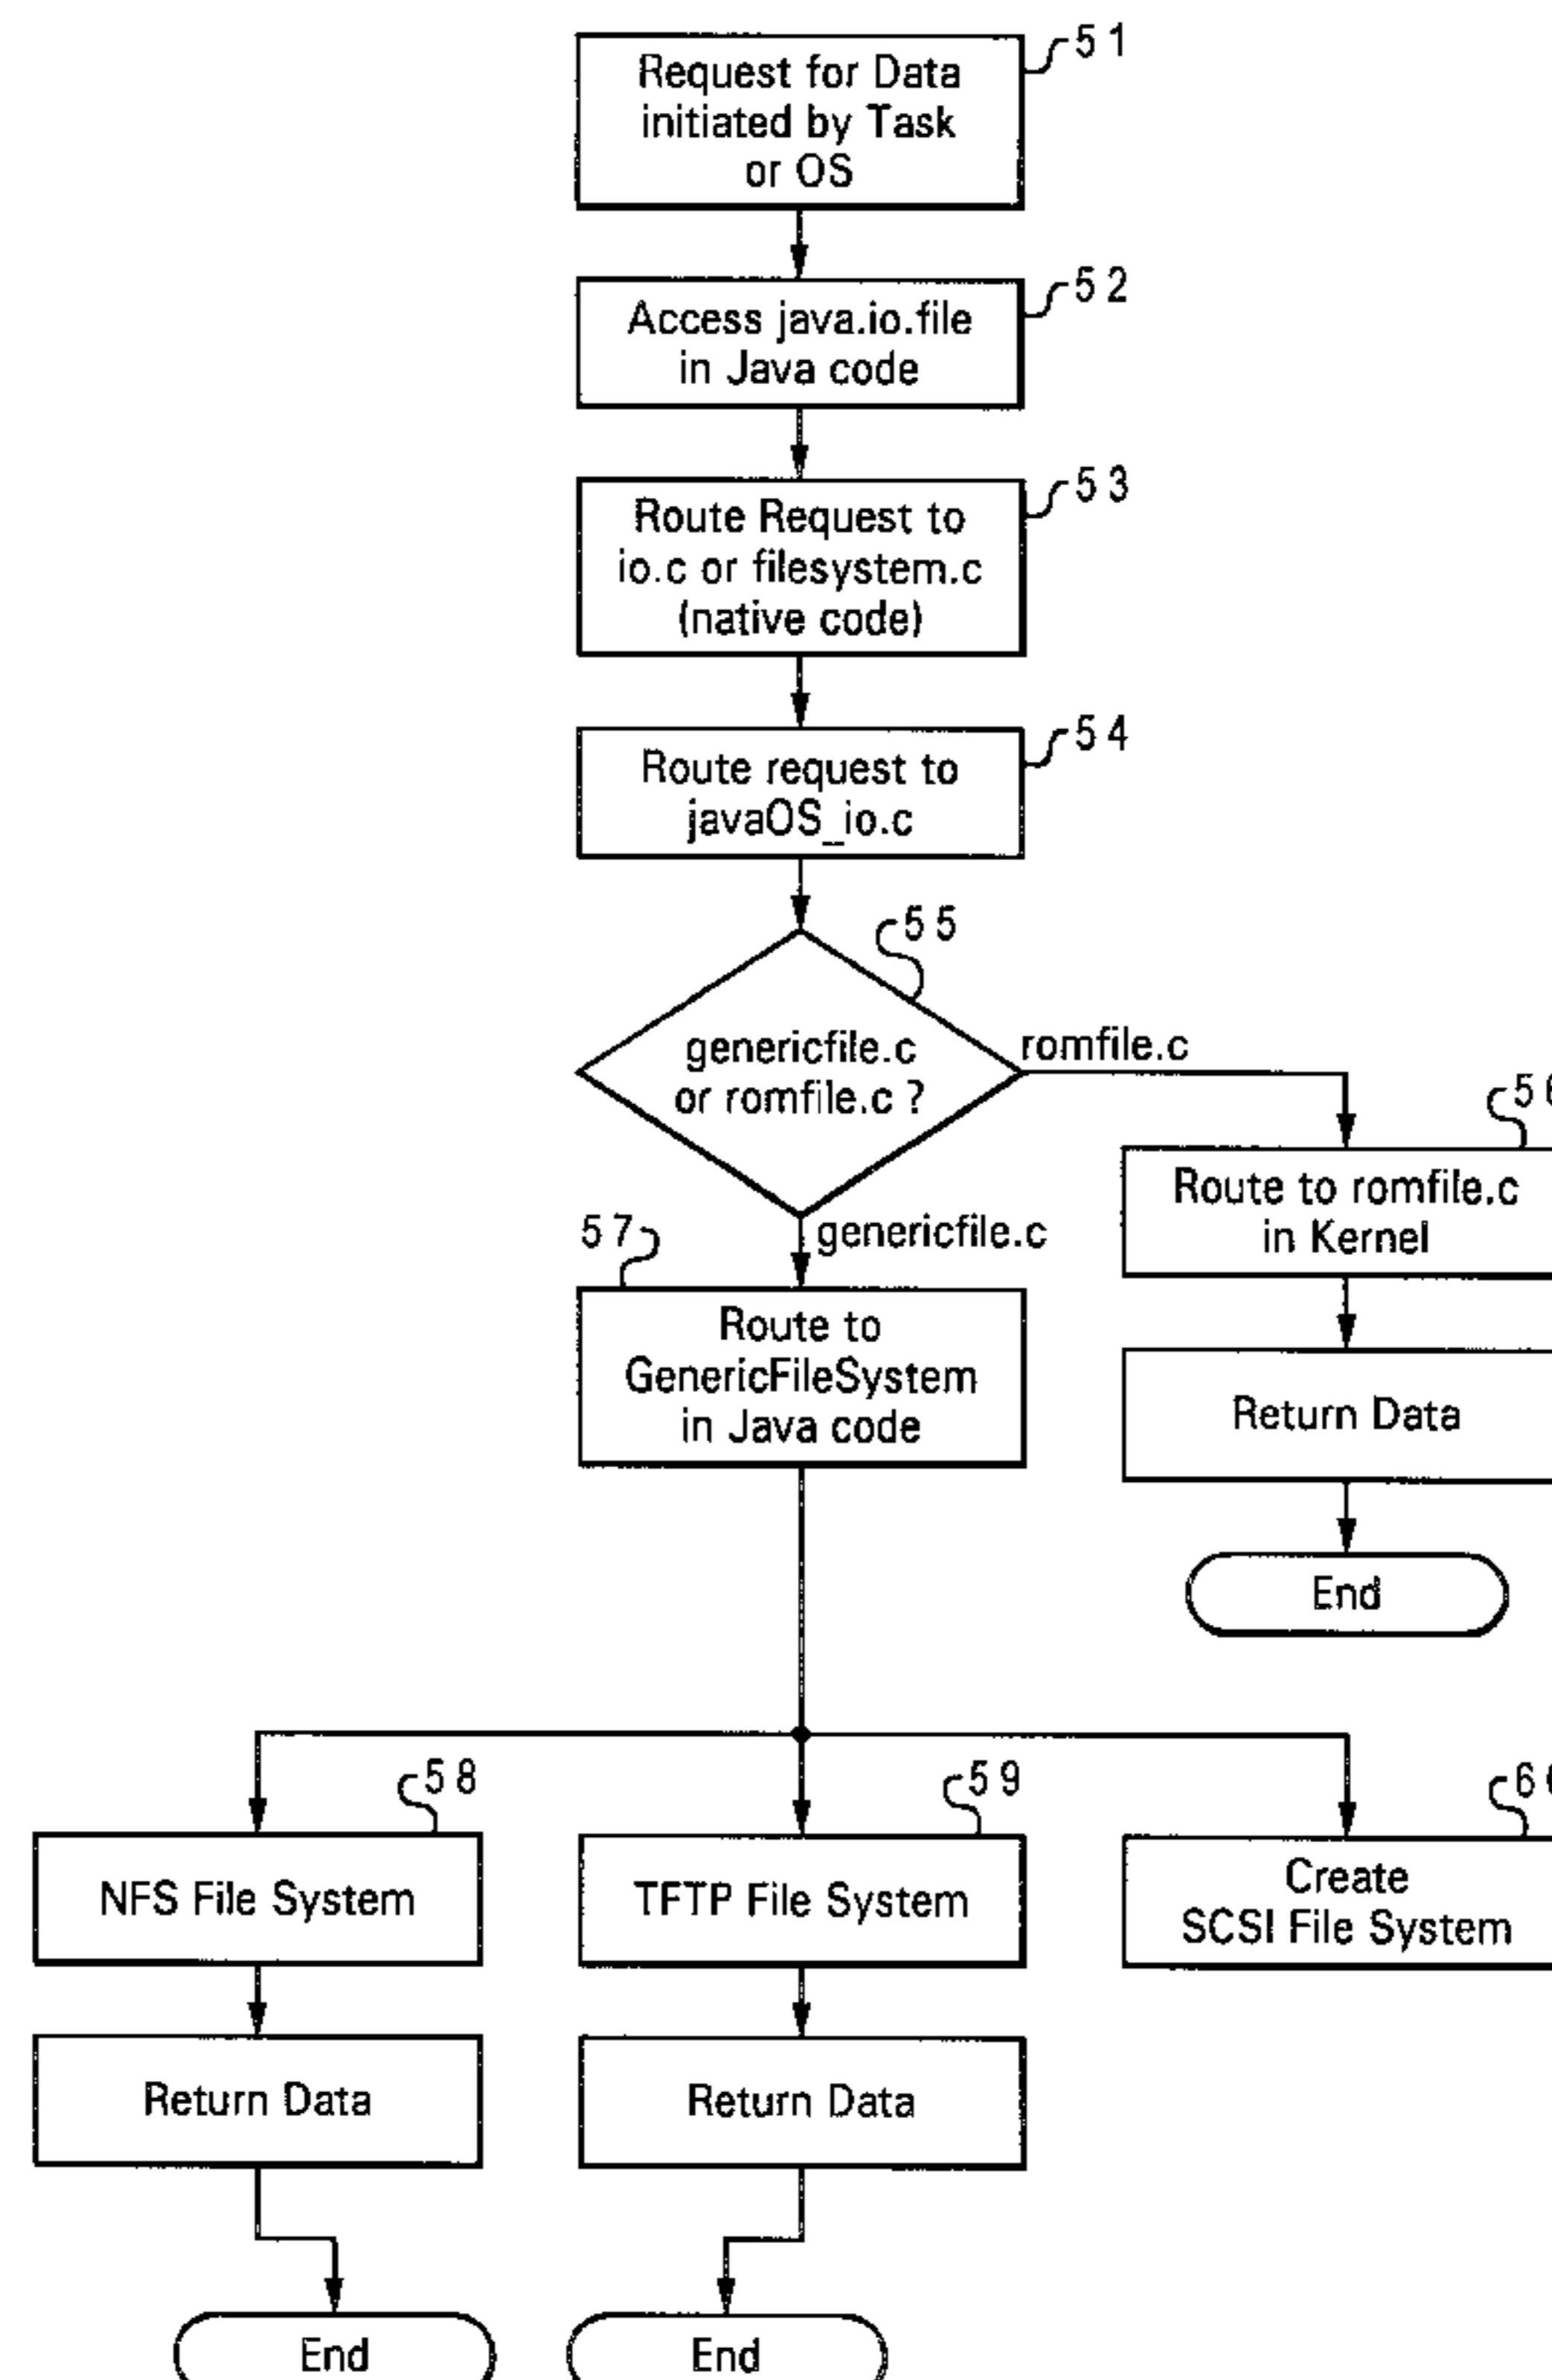 51
Request for Data
initiated by Task
or OS
52
Access java.io.file
in Java code
53
Route Request to
io.c or filesystem.c
(native code)
54
Route request to
javaOS_io.c
55
genericfile.c
or romfile.c ?
romfile.c
Route to romfile.c
in Kernel
57
genericfile.c
Route to
GenericFileSystem
in Java code
Return Data
End
58
59
NFS File System
TFTP File System
Create
SCSI File System
Return Data
Return Data
End
End